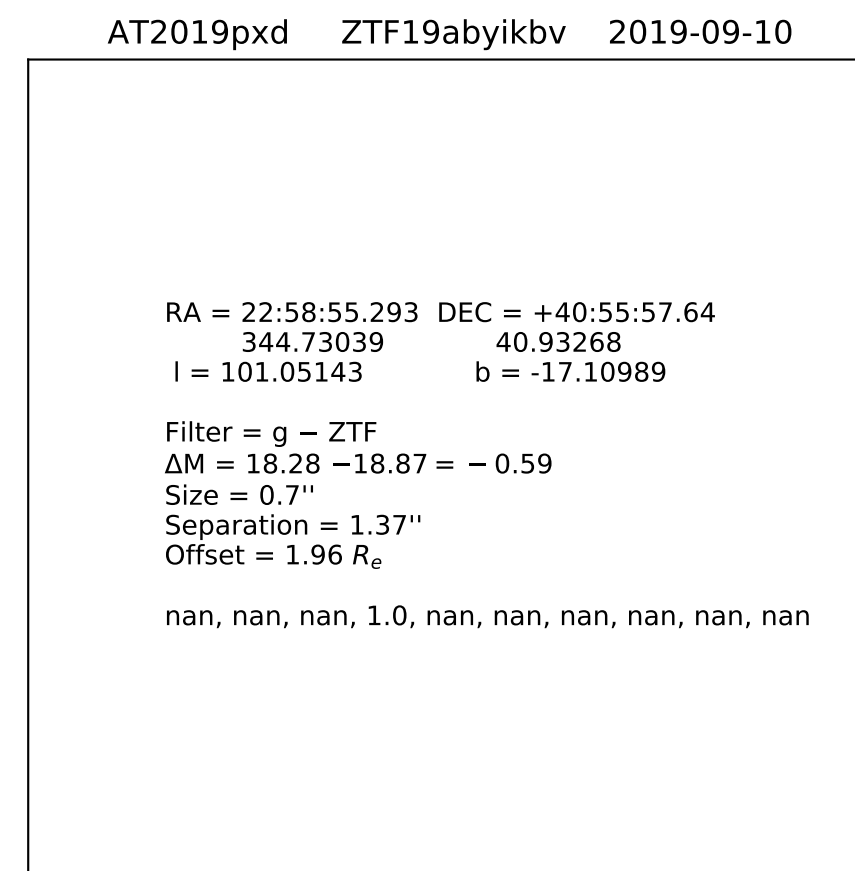 AT2019pxd ZTF19abyikbv 2019-09-10
RA = 22:58:55.293 DEC = +40:55:57.64
344.73039 40.93268
l = 101.05143 b = -17.10989
Filter = g − ZTF
ΔM = 18.28 −18.87 = − 0.59
Size = 0.7''
Separation = 1.37''
Offset = 1.96 Re
nan, nan, nan, 1.0, nan, nan, nan, nan, nan, nan